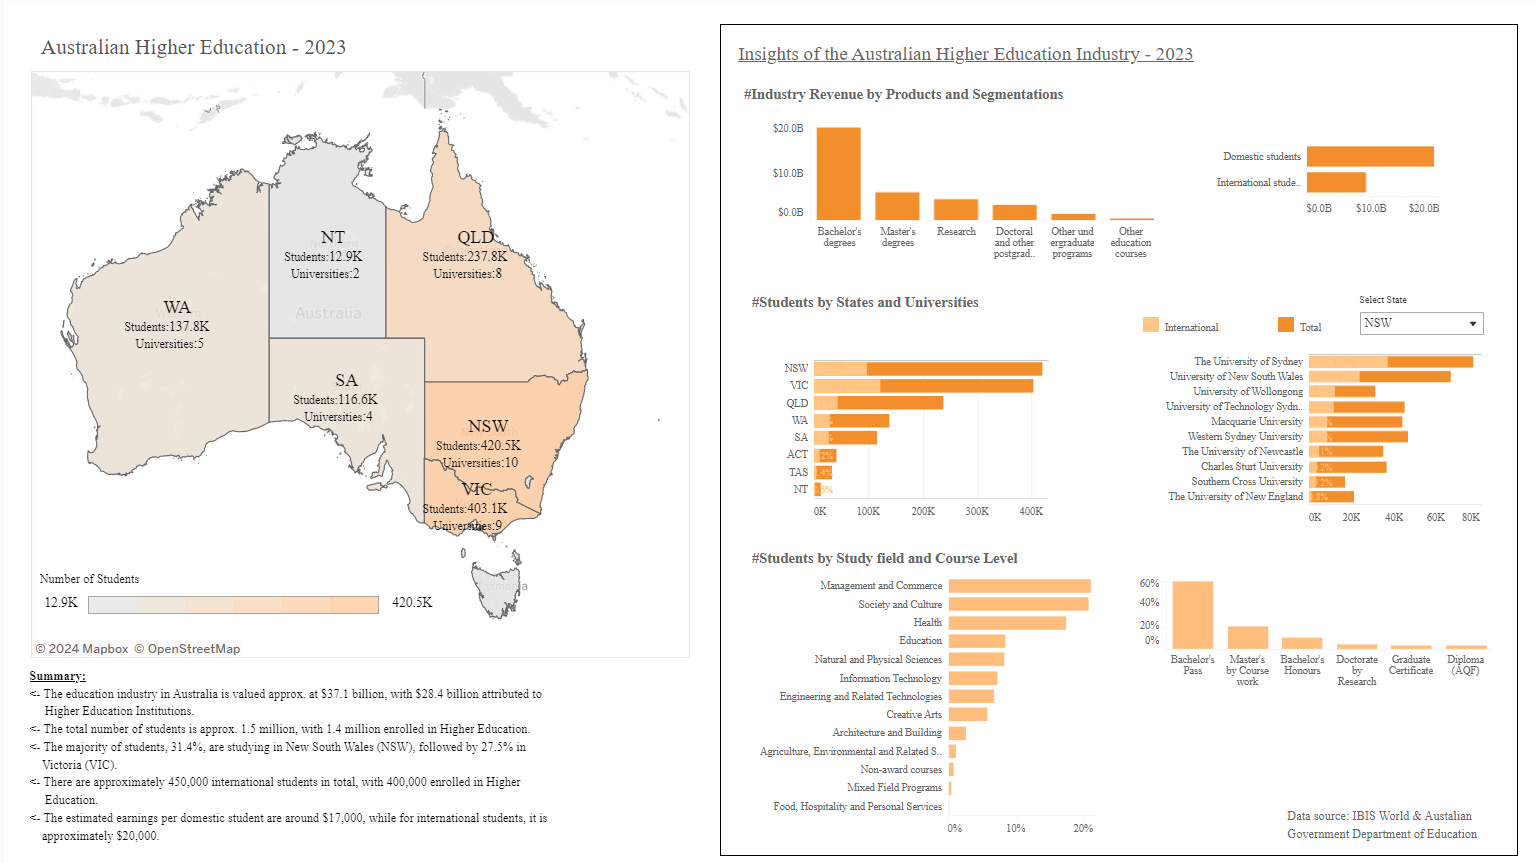 Australian Higher Education - 2023
NT
Students:12.9K
Universities:2
QLD
Students:237.8K
Universities:8
Australia
WA
Students:137.8K
Universities:5
SA
Students:116.6K
Universities:4
NSW
Students:420.5K
Universities:10
VIC
Students:403.1K
Universities:9
Number of Students
12.9K
420.5K
© 2024 Mapbox © OpenStreetMap
Summary:
<- The education industry in Australia is valued approx. at $37.1 billion, with $28.4 billion attributed to
Higher Education Institutions.
<- The total number of students is approx. 1.5 million, with 1.4 million enrolled in Higher Education.
<- The majority of students, 31.4%, are studying in New South Wales (NSW), followed by 27.5% in
Victoria (VIC).
<- There are approximately 450,000 international students in total, with 400,000 enrolled in Higher
Education.
<- The estimated earnings per domestic student are around $17,000, while for international students, it is
approximately $20,000.
Insights of the Australian Higher Education Industry - 2023
#Industry Revenue by Products and Segmentations
$20.0B
$10.0B
$0.0B
Bachelor's
degrees
Master's
degrees
Research
Doctoral
and other
postgrad..
Other und
ergraduate
programs
Other
education
courses
Domestic students
International stude..
$0.0B $10.0B $20.0B
#Students by States and Universities
International
Total
Select State
NSW
NSW
VIC
QLD
WA
SA
ACT
TAS
NT
0K 100K 200K 300K 400K
The University of Sydney
University of New South Wales
University of Wollongong
University of Technology Sydn..
Macquarie University
Western Sydney University
The University of Newcastle
Charles Sturt University
Southern Cross University
The University of New England
0K 20K 40K 60K 80K
#Students by Study field and Course Level
Management and Commerce
Society and Culture
Health
Education
Natural and Physical Sciences
Information Technology
Engineering and Related Technologies
Creative Arts
Architecture and Building
Agriculture, Environmental and Related S..
Non-award courses
Mixed Field Programs
Food, Hospitality and Personal Services
0% 10% 20%
60%
40%
20%
0%
Bachelor's
Pass
Master's
by Course
work
Bachelor's
Honours
Doctorate
by
Research
Graduate
Certificate
Diploma
(AQF)
Data source: IBIS World & Austalian
Government Department of Education